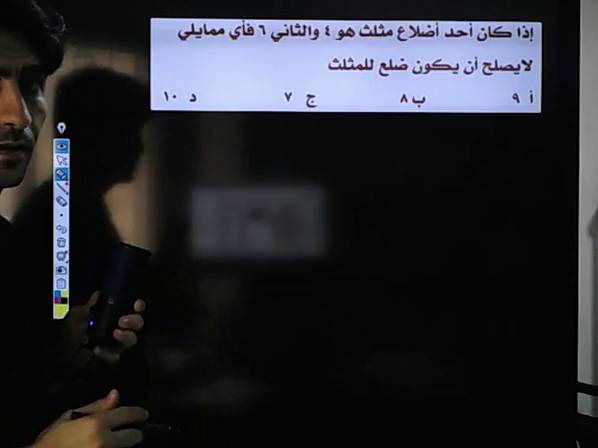 إذا كان أحد أضلاع مثلث هو ٤ والثاني ٦ فأي ممايلي
لايصلح أن يكون ضلع للمثلث
أ ٩ ب ٨ ج ٧ د ١٠